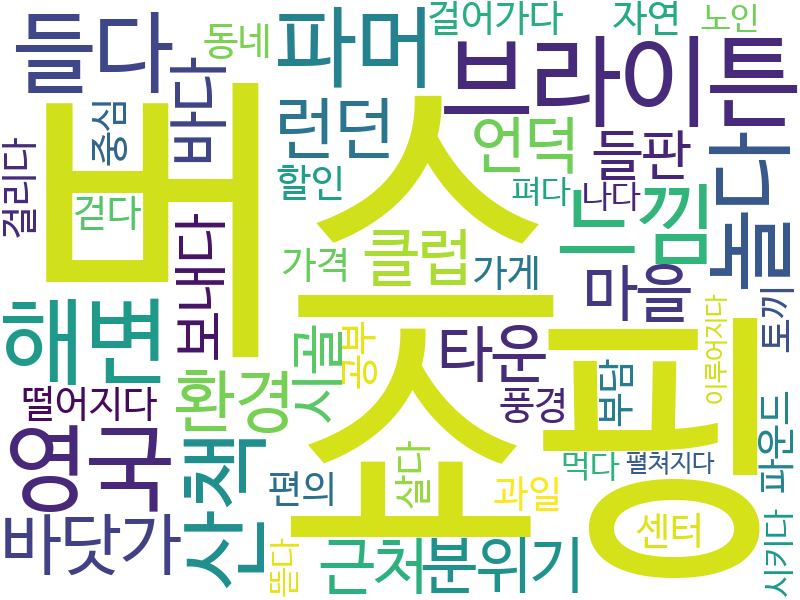 들다
동네
파머
걸어가다
자연
노인
브라이튼
바다
중심
런던
언덕
들판
돌다
버스
걸리다
걷다
할인
펴다
나다
느낌
보내다
가격
클럽
가게
마을
토끼
해변
시골
공부
타운
이루어지다
쇼핑
떨어지다
환경
풍경
부담
파운드
영국
산책
편의
살다
과일
먹다
펼쳐지다
바닷가
뜯다
근처
분위기
센터
시키다